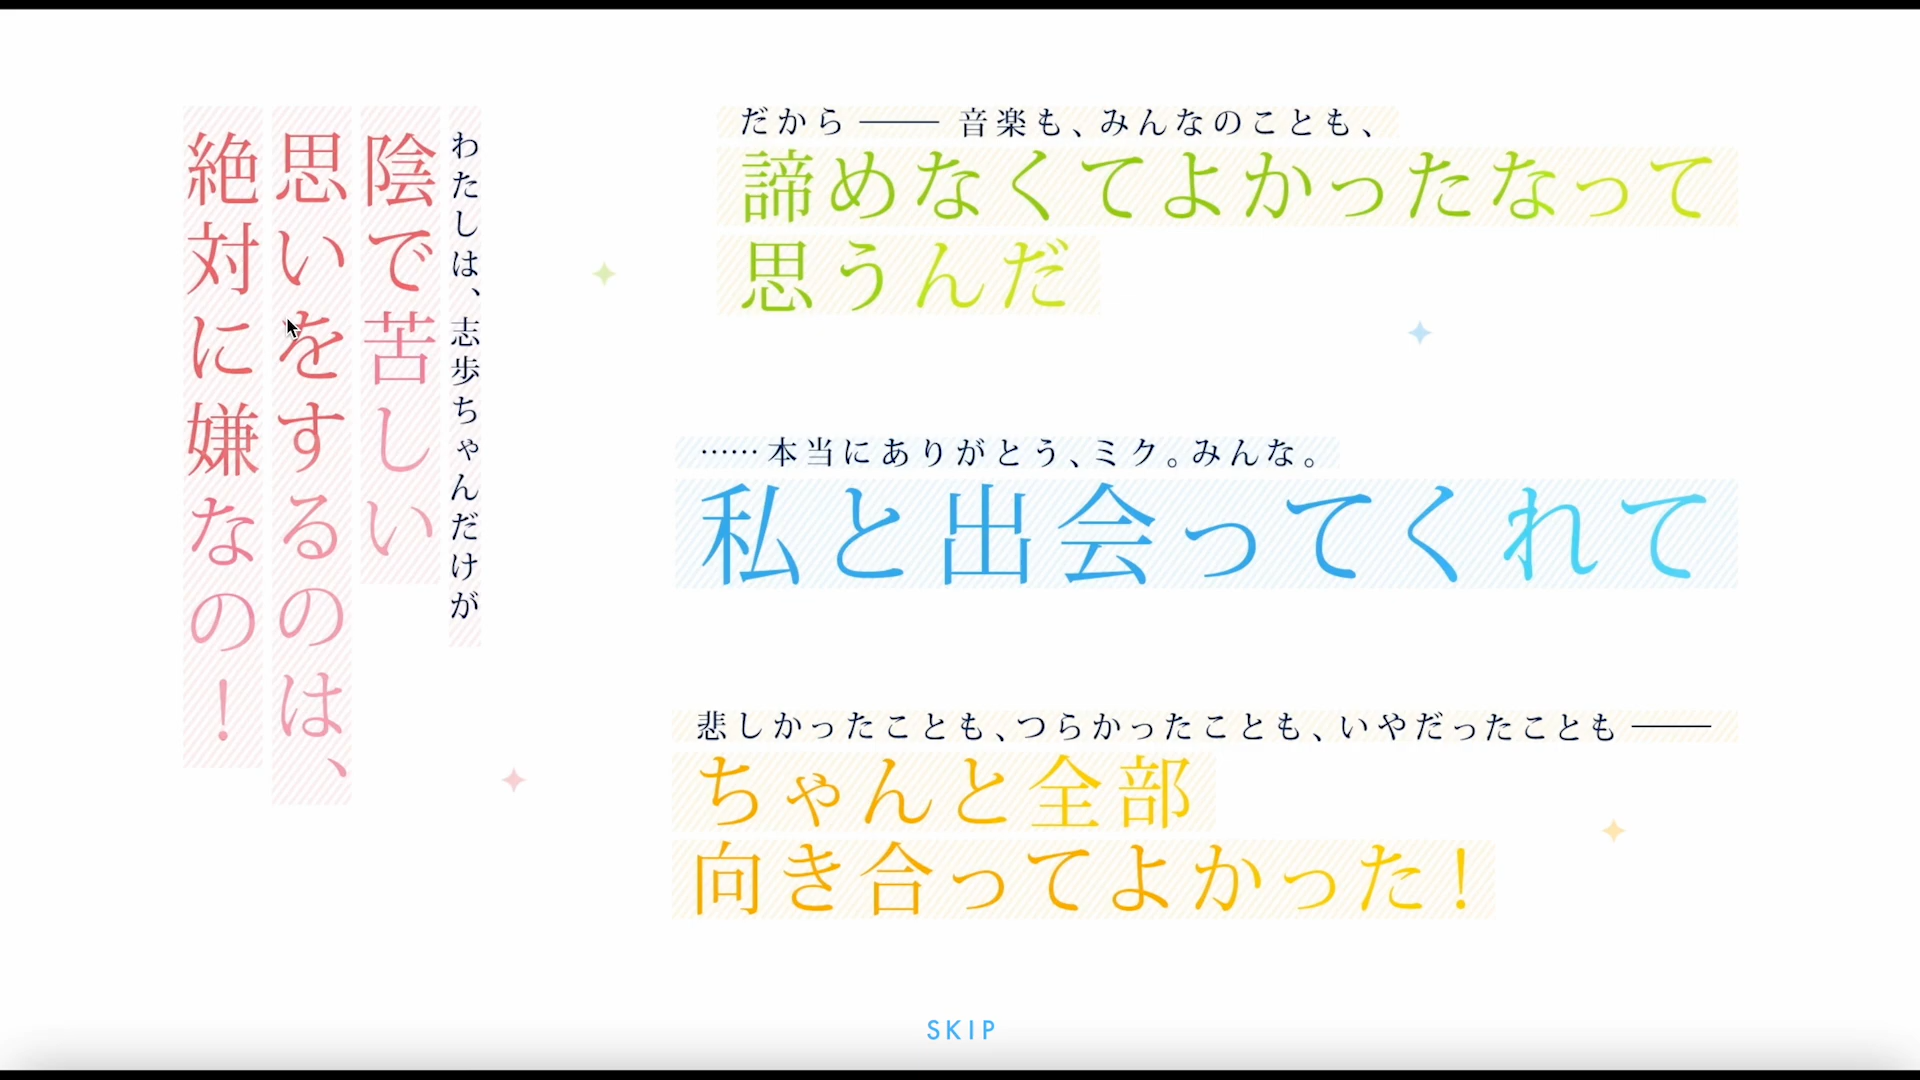 わたしは、志歩ちゃんだけが
陰で苦しい
思いをするのは、
絶対に嫌なの！
だから――音楽も、みんなのことも、
諦めなくてよかったなって
思うんだ
……本当にありがとう、ミク。みんな。
私と出会ってくれて
悲しかったことも、つらかったことも、いやだったことも――
ちゃんと全部
向き合ってよかった！
SKIP